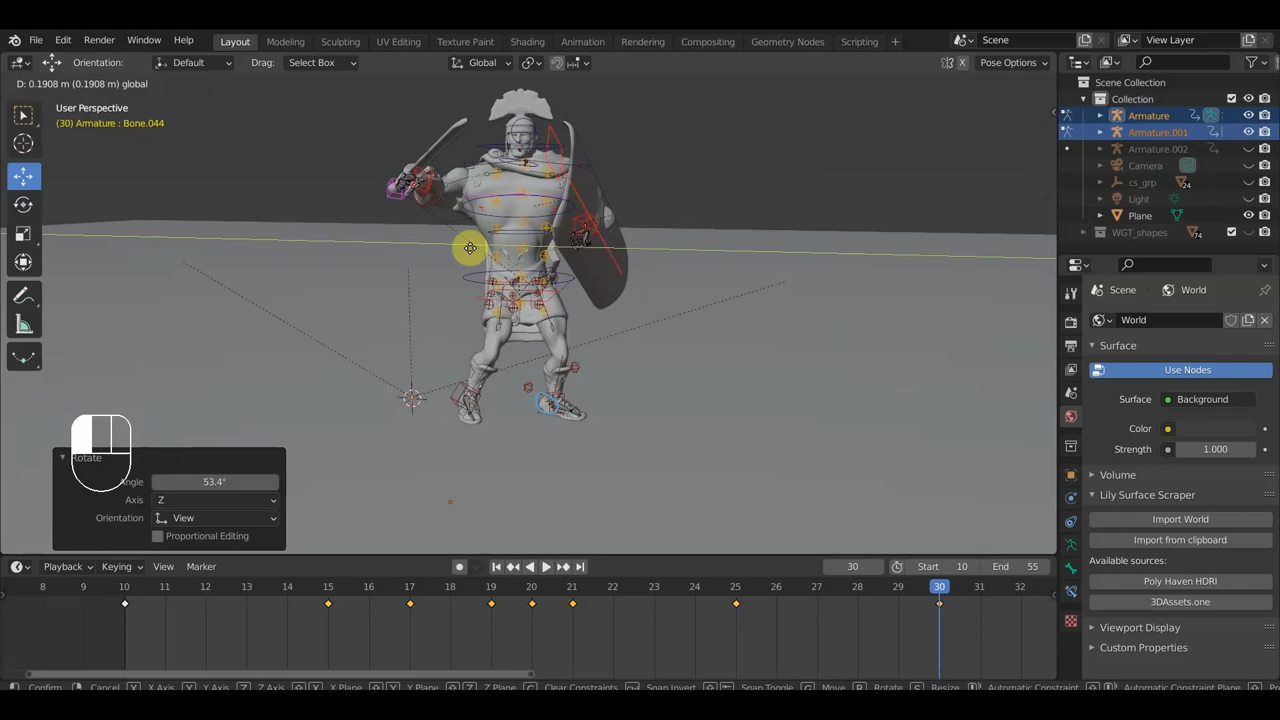 File Edit Render Window Help Layout Modeling Sculpting UV Editing Texture Paint Shading Animation Rendering Compositing Geometry Nodes Scripting + Scene View Layer
Orientation: Default Drag: Select Box Global X Pose Options
D: 0.1908 m (0.1908 m) global
User Perspective
(30) Armature : Bone.044
Scene Collection
Collection
Armature
Armature.001
Armature.002
Camera
cs_grp 24
Light
Plane
WGT_shapes 74
Scene World
World
Surface
Use Nodes
Surface: Background
Color:
Strength: 1.000
Volume
Lily Surface Scraper
Import World
Import from clipboard
Available sources:
Poly Haven HDRI
3DAssets.one
Viewport Display
Custom Properties
Rotate
Angle 53.4°
Axis Z
Orientation View
Proportional Editing
Playback Keying View Marker 30 Start 10 End 55
8 9 10 11 12 13 14 15 16 17 18 19 20 21 22 23 24 25 26 27 28 29 30 31 32
Confirm Cancel X Axis Y Axis Z Axis X Plane Y Plane Z Plane Clear Constraints Snap Invert Snap Toggle Move Rotate Resize Automatic Constraint Automatic Constraint Plane